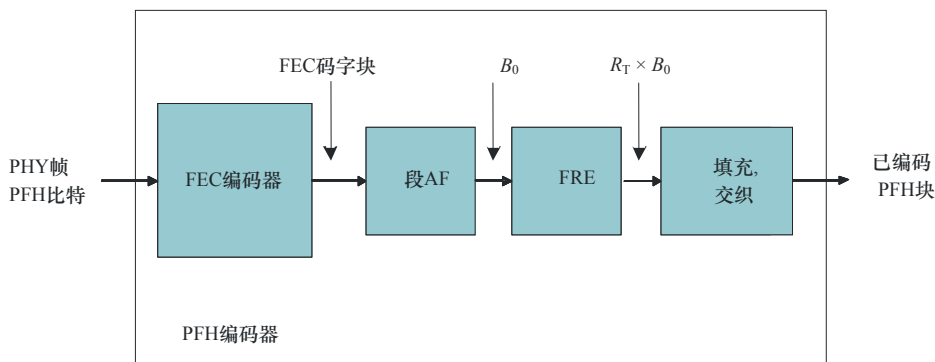 FEC码字块
B₀
R_T × B₀
PHY帧
PFH比特
FEC编码器
段AF
FRE
填充,
交织
已编码
PFH块
PFH编码器